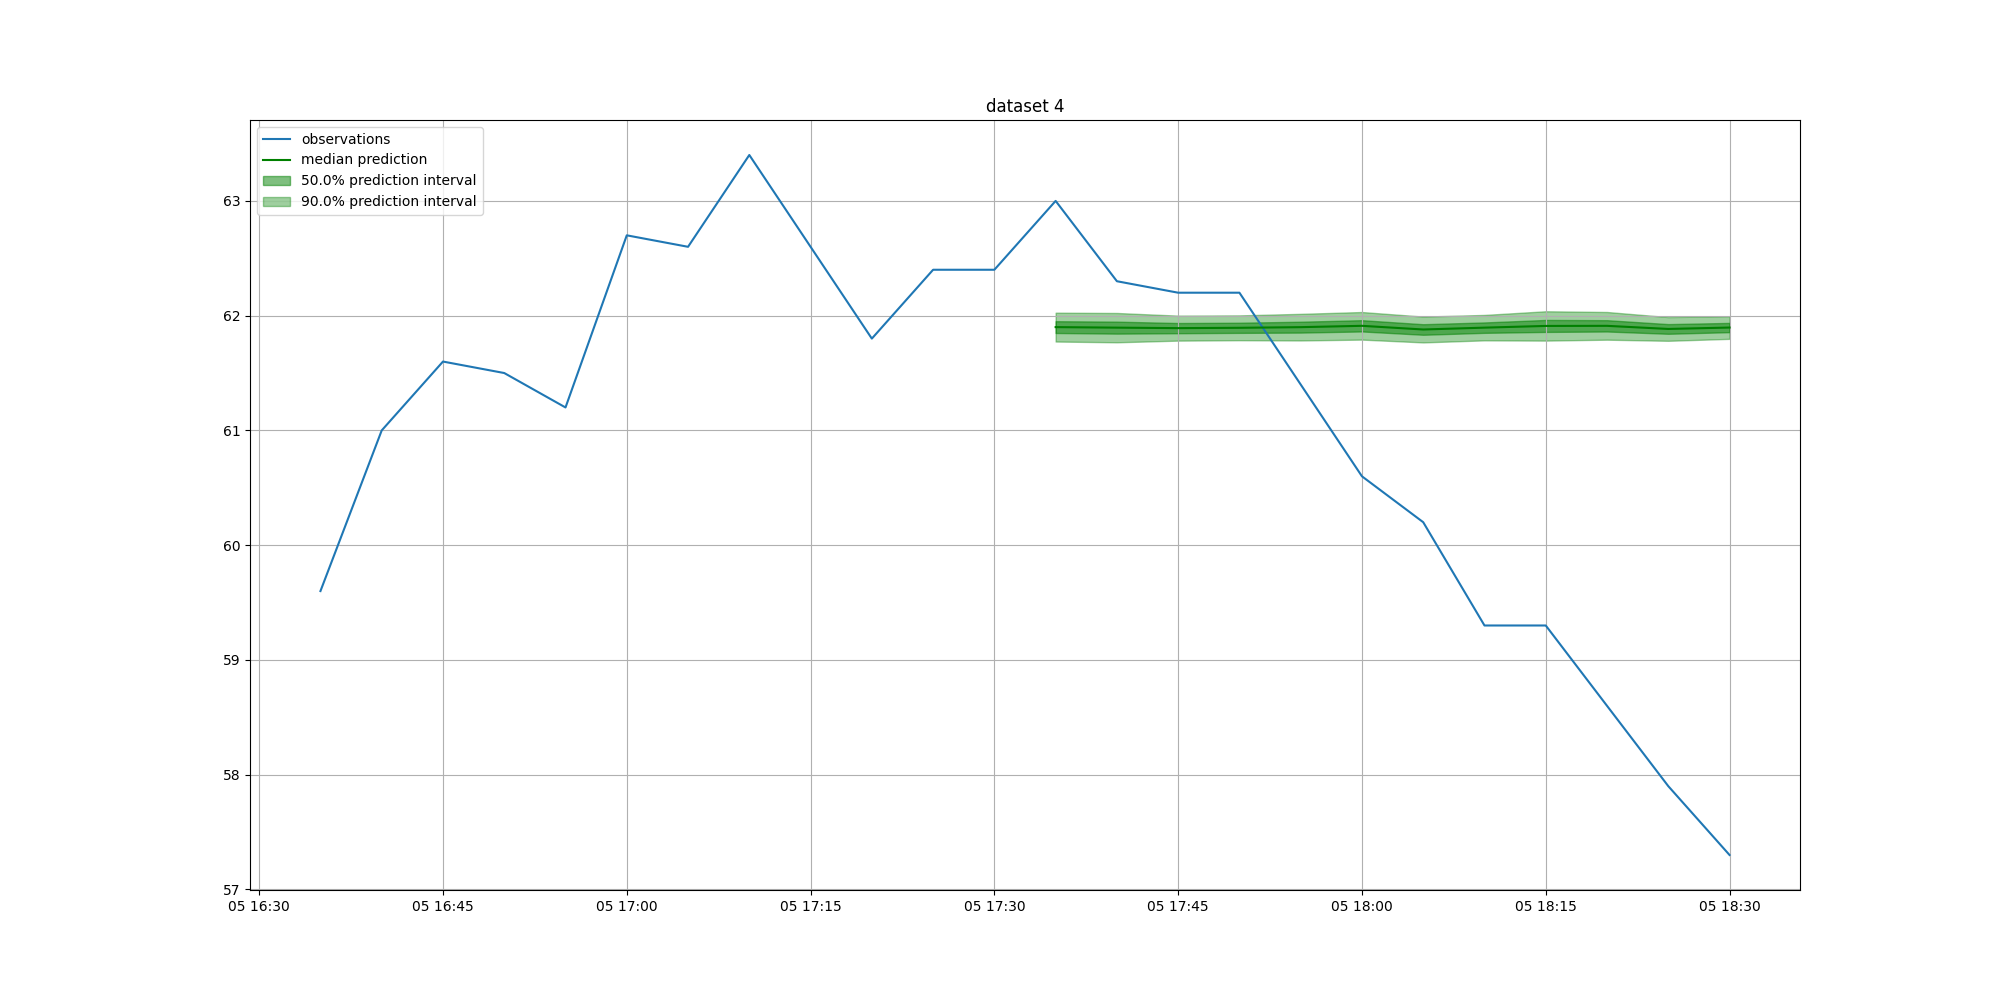 dataset 4
observations
median prediction
50.0% prediction interval
90.0% prediction interval
63
62
61
60
59
58
57
05 16:30 05 16:45 05 17:00 05 17:15 05 17:30 05 17:45 05 18:00 05 18:15 05 18:30